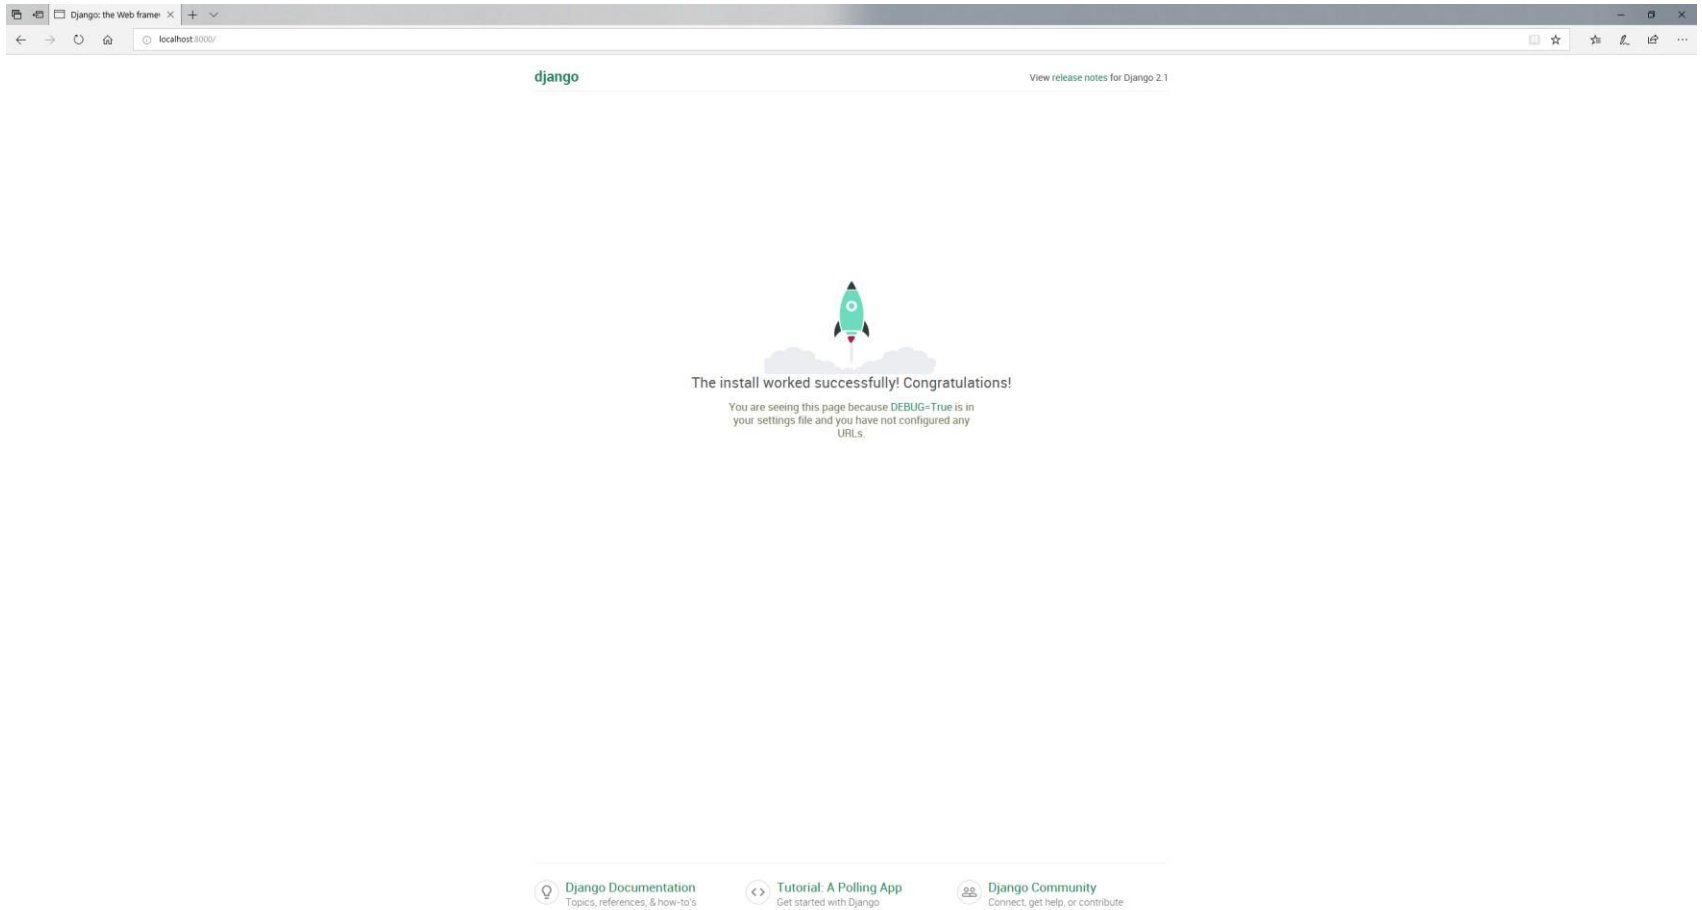 Django: the Web frame
localhost:8000/
django
View release notes for Django 2.1
The install worked successfully! Congratulations!
You are seeing this page because DEBUG=True is in
your settings file and you have not configured any
URLs.
Django Documentation
Topics, references, & how-to's
Tutorial: A Polling App
Get started with Django
Django Community
Connect, get help, or contribute